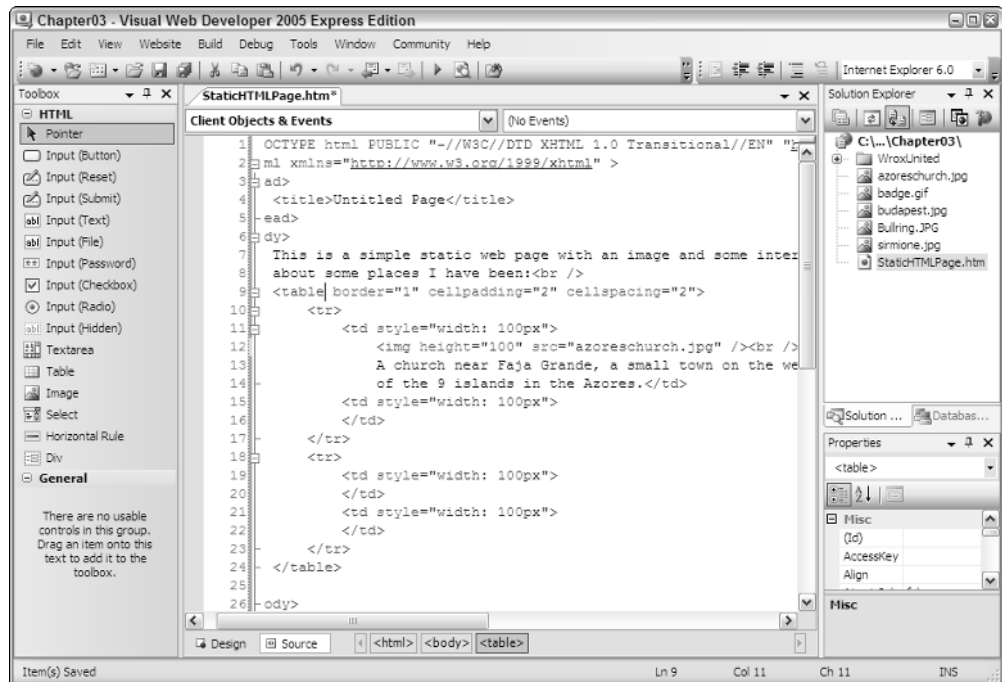 Chapter03 - Visual Web Developer 2005 Express Edition
File Edit View Website Build Debug Tools Window Community Help
Internet Explorer 6.0
Toolbox
HTML
Pointer
Input (Button)
Input (Reset)
Input (Submit)
abl Input (Text)
abl Input (File)
Input (Password)
Input (Checkbox)
Input (Radio)
abl Input (Hidden)
Textarea
Table
Image
Select
Horizontal Rule
Div
General
There are no usable
controls in this group.
Drag an item onto this
text to add it to the
toolbox.
StaticHTMLPage.htm*
Client Objects & Events (No Events)
1 OCTYPE html PUBLIC "-//W3C//DTD XHTML 1.0 Transitional//EN" "h
2 ml xmlns="http://www.w3.org/1999/xhtml" >
3 ad>
4 <title>Untitled Page</title>
5 ead>
6 dy>
7 This is a simple static web page with an image and some inter
8 about some places I have been:<br />
9 <table border="1" cellpadding="2" cellspacing="2">
10 <tr>
11 <td style="width: 100px">
12 <img height="100" src="azoreschurch.jpg" /><br />
13 A church near Faja Grande, a small town on the we
14 of the 9 islands in the Azores.</td>
15 <td style="width: 100px">
16 </td>
17 </tr>
18 <tr>
19 <td style="width: 100px">
20 </td>
21 <td style="width: 100px">
22 </td>
23 </tr>
24 </table>
25
26 ody>
Design Source <html> <body> <table>
Solution Explorer
C:\...\Chapter03\
WroxUnited
azoreschurch.jpg
badge.gif
budapest.jpg
Bullring.JPG
sirmione.jpg
StaticHTMLPage.htm
Solution ... Databas...
Properties
<table>
Misc
(Id)
AccessKey
Align
Misc
Item(s) Saved Ln 9 Col 11 Ch 11 INS